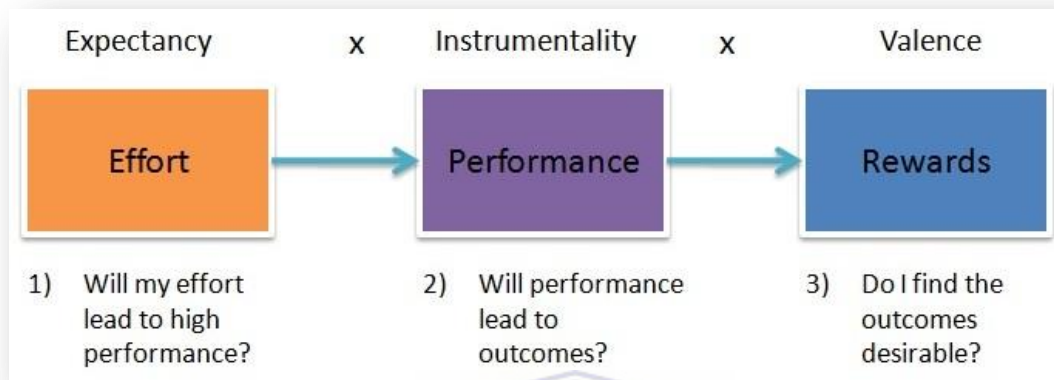 Expectancy x Instrumentality x Valence
Effort Performance Rewards
1) Will my effort
lead to high
performance?
2) Will performance
lead to
outcomes?
3) Do I find the
outcomes
desirable?